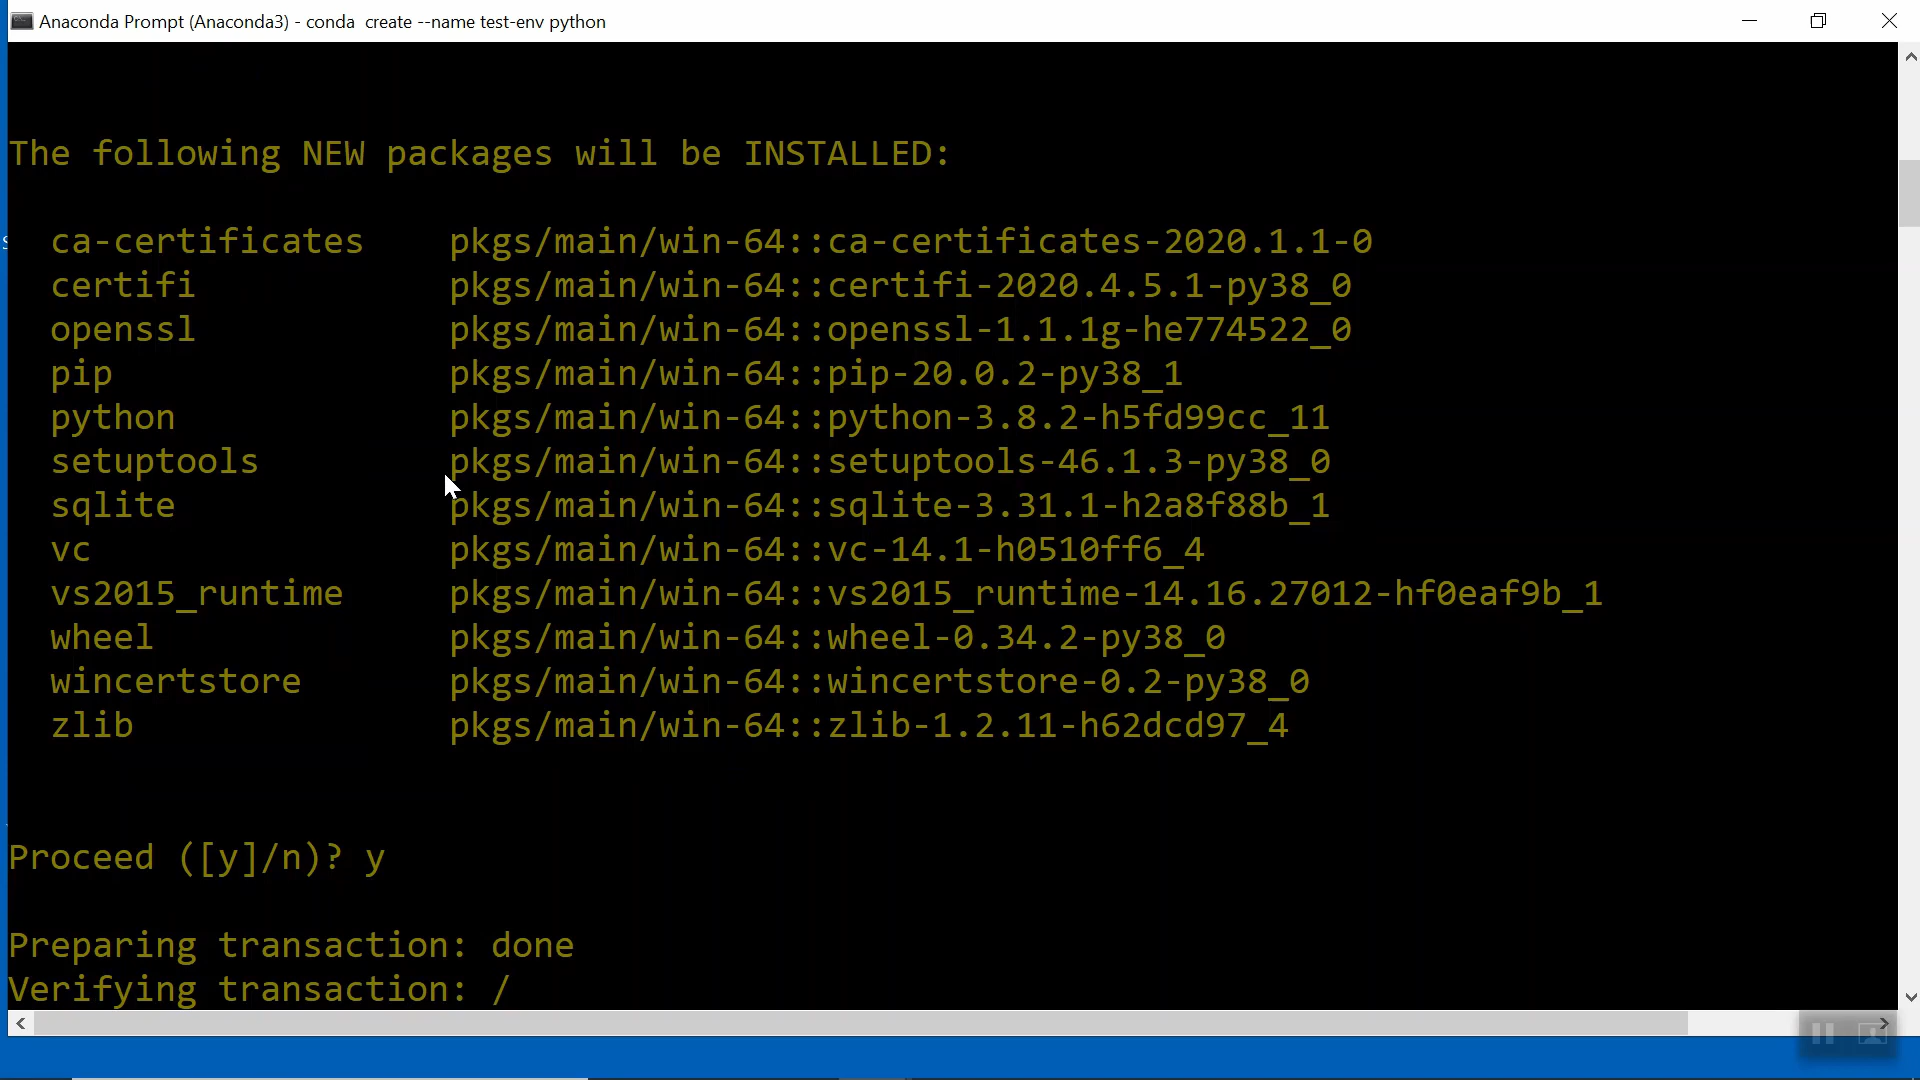 Anaconda Prompt (Anaconda3) - conda  create --name test-env python
The following NEW packages will be INSTALLED:
ca-certificates    pkgs/main/win-64::ca-certificates-2020.1.1-0
certifi            pkgs/main/win-64::certifi-2020.4.5.1-py38_0
openssl            pkgs/main/win-64::openssl-1.1.1g-he774522_0
pip                pkgs/main/win-64::pip-20.0.2-py38_1
python             pkgs/main/win-64::python-3.8.2-h5fd99cc_11
setuptools         pkgs/main/win-64::setuptools-46.1.3-py38_0
sqlite             pkgs/main/win-64::sqlite-3.31.1-h2a8f88b_1
vc                 pkgs/main/win-64::vc-14.1-h0510ff6_4
vs2015_runtime     pkgs/main/win-64::vs2015_runtime-14.16.27012-hf0eaf9b_1
wheel              pkgs/main/win-64::wheel-0.34.2-py38_0
wincertstore       pkgs/main/win-64::wincertstore-0.2-py38_0
zlib               pkgs/main/win-64::zlib-1.2.11-h62dcd97_4
Proceed ([y]/n)? y
Preparing transaction: done
Verifying transaction: /